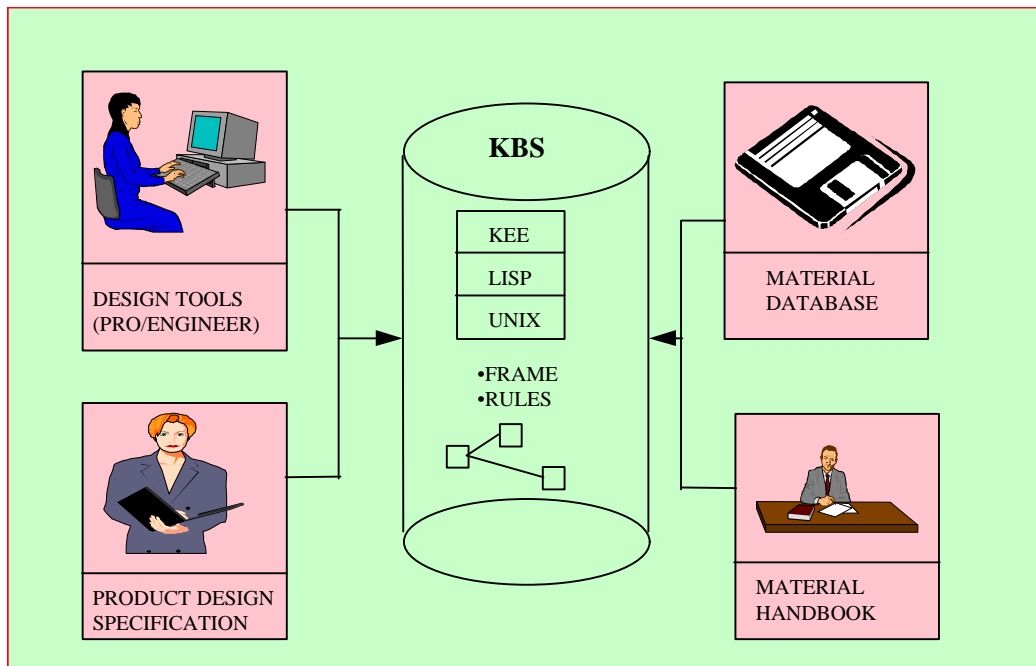 KBS
KEE
LISP
UNIX
•FRAME
•RULES
DESIGN TOOLS
(PRO/ENGINEER)
PRODUCT DESIGN
SPECIFICATION
MATERIAL
DATABASE
MATERIAL
HANDBOOK